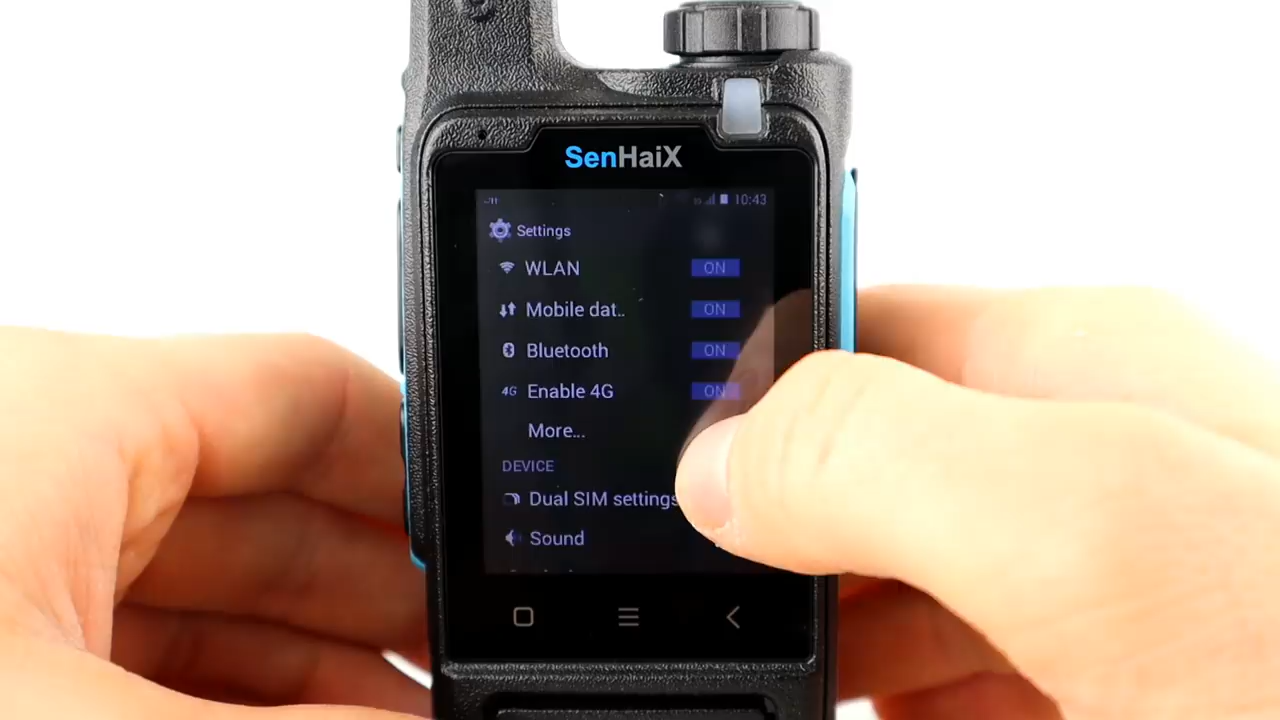 SenHaiX
10:43
Settings
WLAN ON
Mobile dat.. ON
Bluetooth ON
4G Enable 4G ON
More...
DEVICE
Dual SIM settings
Sound